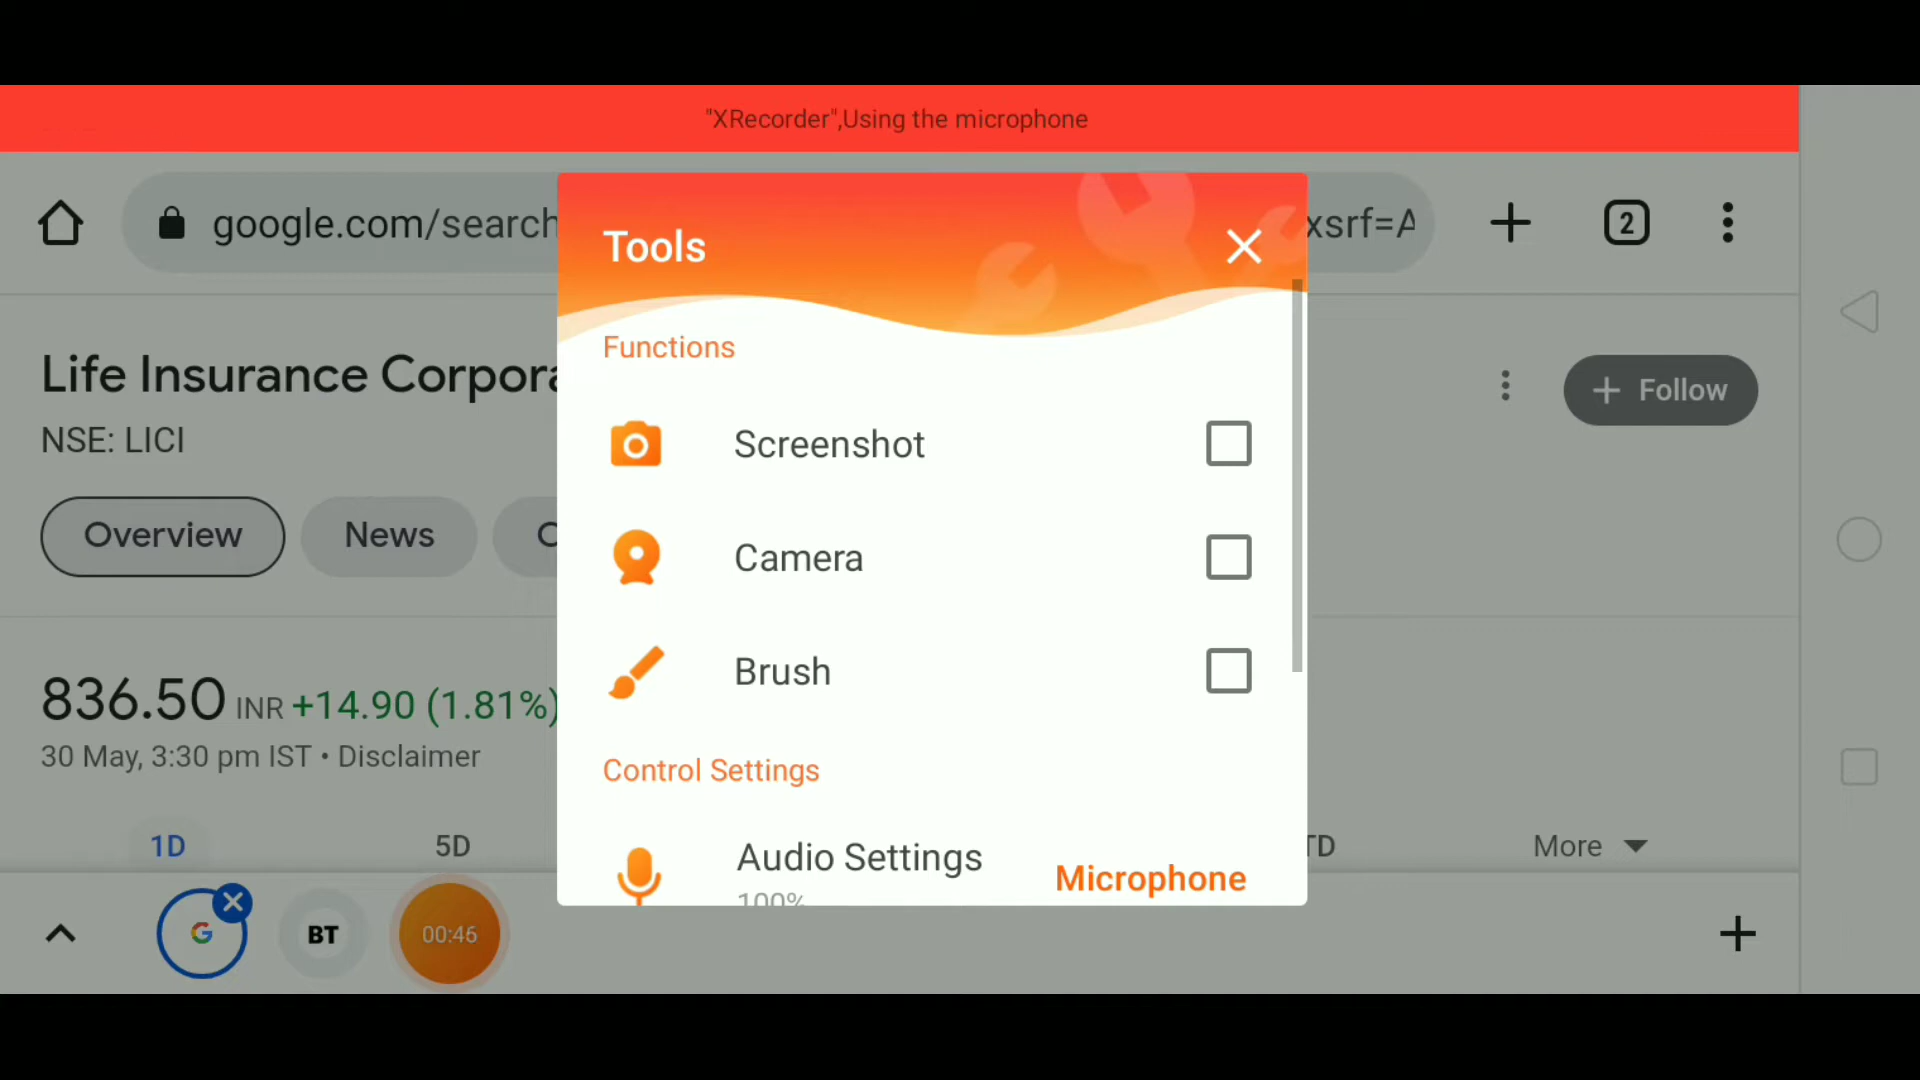 "XRecorder",Using the microphone
google.com/search
xsrf=A
2
Tools
Functions
Life Insurance Corpora
Follow
NSE: LICI
Screenshot
Overview
News
Camera
836.50 INR +14.90 (1.81%)
Brush
30 May, 3:30 pm IST • Disclaimer
Control Settings
1D
5D
TD
More
Audio Settings
Microphone
100%
G
BT
00:46